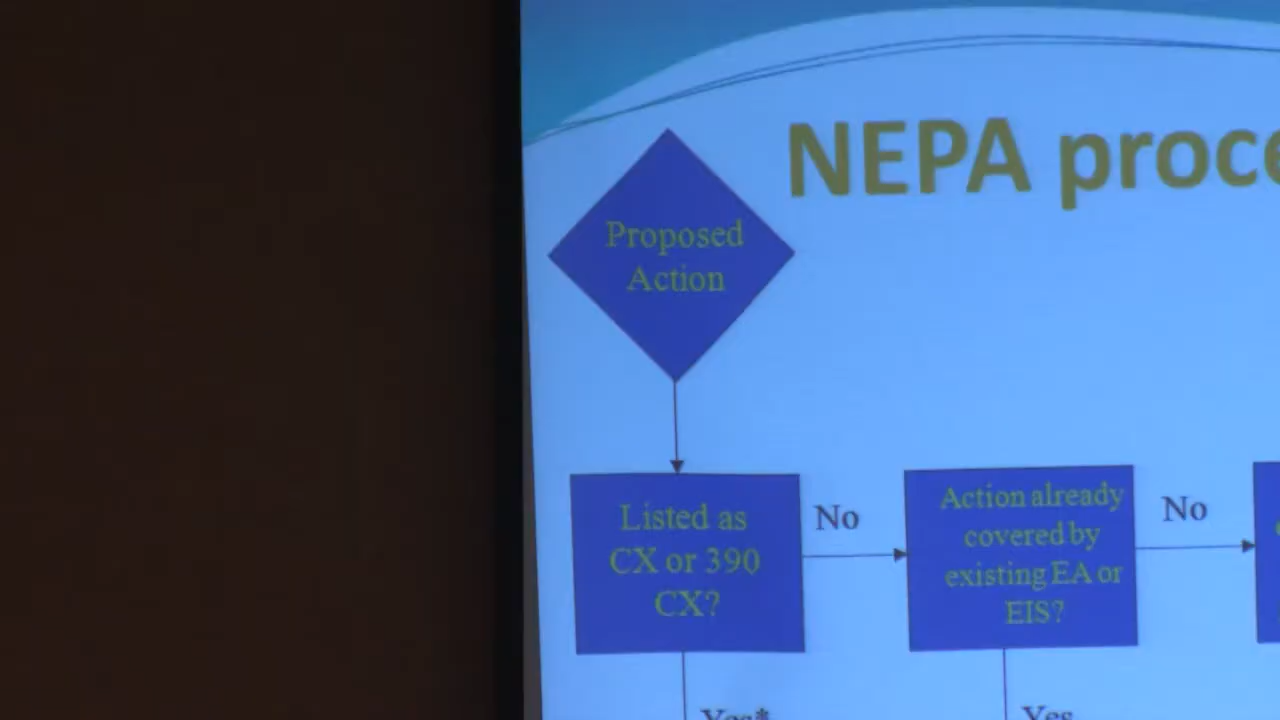 NEPA proce
Proposed
Action
Listed as
CX or 390
CX?
No
Action already
covered by
existing EA or
EIS?
No
Yes*
Yes